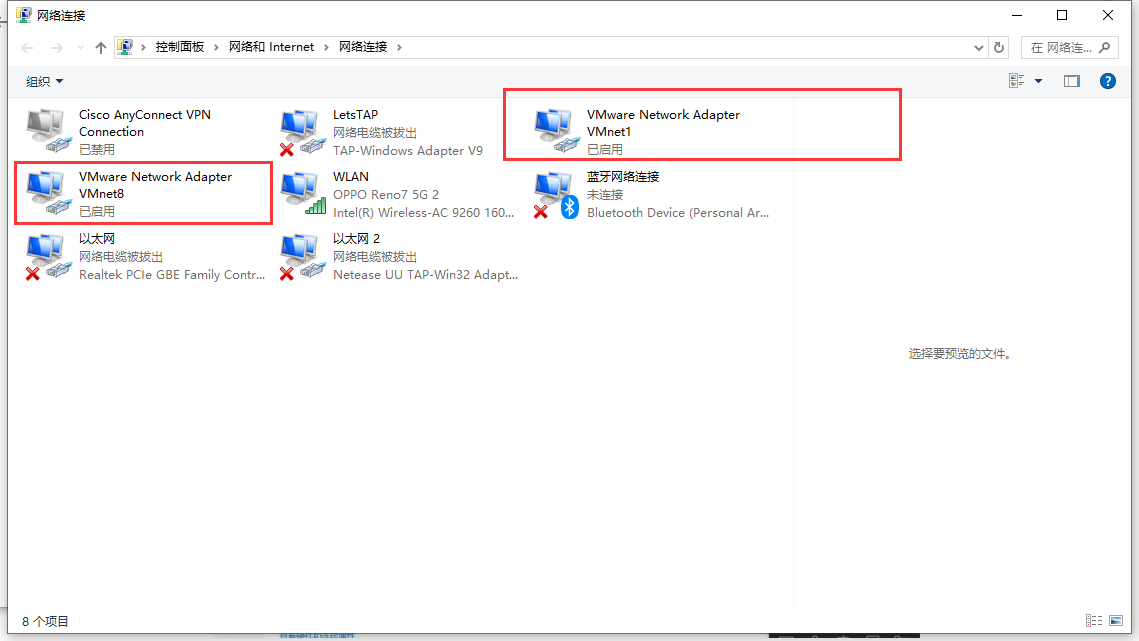 网络连接
控制面板 › 网络和 Internet › 网络连接 ›
在 网络连...
组织
Cisco AnyConnect VPN
Connection
已禁用
LetsTAP
网络电缆被拔出
TAP-Windows Adapter V9
VMware Network Adapter
VMnet1
已启用
VMware Network Adapter
VMnet8
已启用
WLAN
OPPO Reno7 5G 2
Intel(R) Wireless-AC 9260 160...
蓝牙网络连接
未连接
Bluetooth Device (Personal Ar...
以太网
网络电缆被拔出
Realtek PCIe GBE Family Contr...
以太网 2
网络电缆被拔出
Netease UU TAP-Win32 Adapt...
选择要预览的文件。
8 个项目